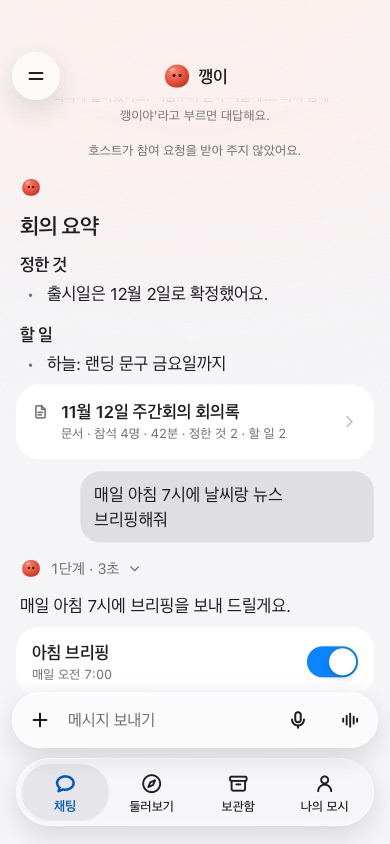 깽이
깽이야'라고 부르면 대답해요.
호스트가 참여 요청을 받아 주지 않았어요.
회의 요약
정한 것
• 출시일은 12월 2일로 확정했어요.
할 일
• 하늘: 랜딩 문구 금요일까지
11월 12일 주간회의 회의록
문서 · 참석 4명 · 42분 · 정한 것 2 · 할 일 2
매일 아침 7시에 날씨랑 뉴스
브리핑해줘
1단계 · 3초
매일 아침 7시에 브리핑을 보내 드릴게요.
아침 브리핑
매일 오전 7:00
메시지 보내기
채팅 둘러보기 보관함 나의 모시